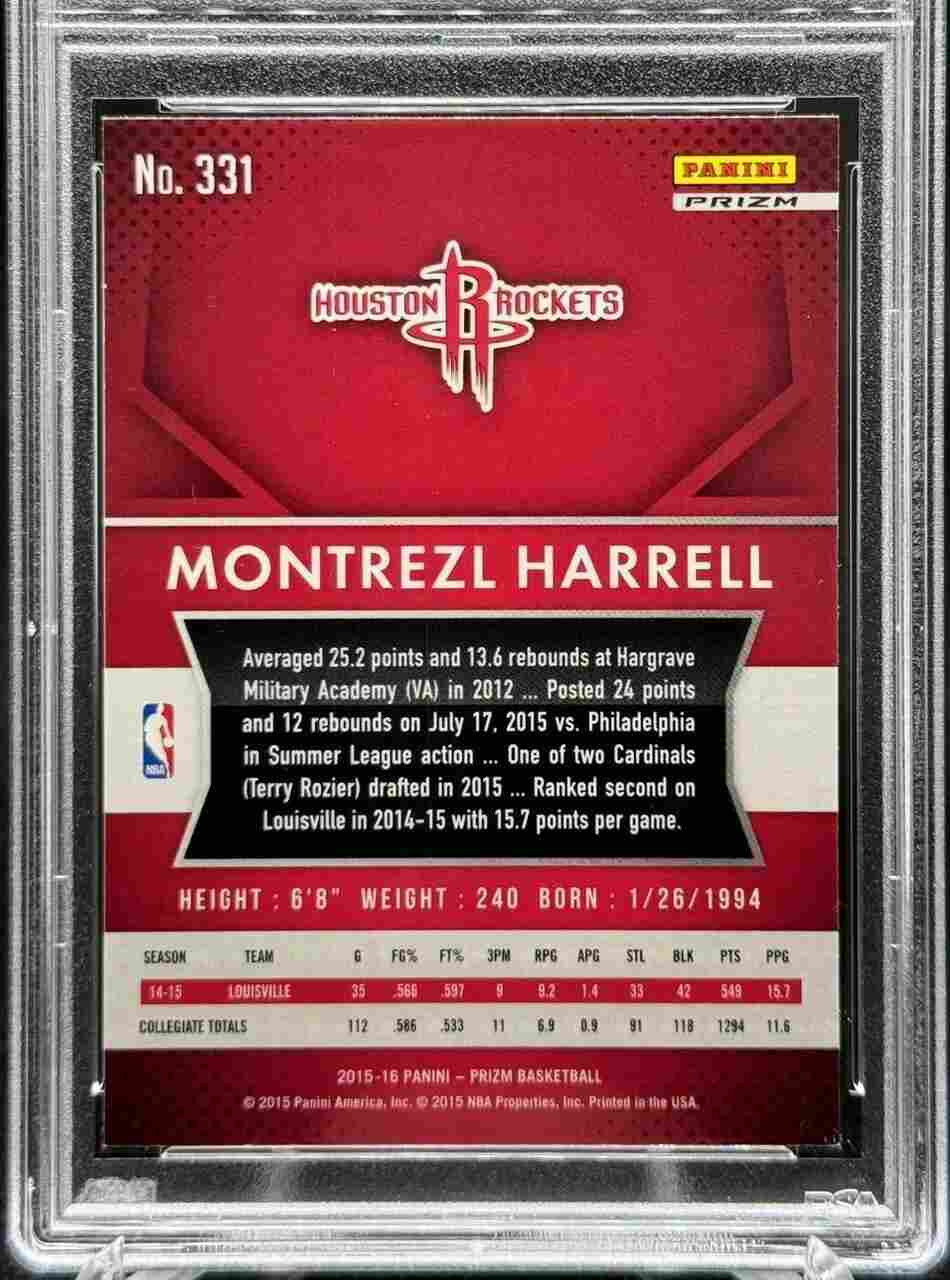 No. 331
PANINI
PRIZM
HOUSTON R ROCKETS
MONTREZL HARRELL
Averaged 25.2 points and 13.6 rebounds at Hargrave
Military Academy (VA) in 2012 ... Posted 24 points
and 12 rebounds on July 17, 2015 vs. Philadelphia
in Summer League action ... One of two Cardinals
(Terry Rozier) drafted in 2015 ... Ranked second on
Louisville in 2014-15 with 15.7 points per game.
NBA
HEIGHT : 6'8" WEIGHT : 240 BORN : 1/26/1994
SEASON TEAM G FG% FT% 3PM RPG APG STL BLK PTS PPG
14-15 LOUISVILLE 35 .566 .597 9 9.2 1.4 33 42 549 15.7
COLLEGIATE TOTALS 112 .586 .533 11 6.9 0.9 91 118 1294 11.6
2015-16 PANINI – PRIZM BASKETBALL
© 2015 Panini America, Inc. © 2015 NBA Properties, Inc. Printed in the USA.
PSA